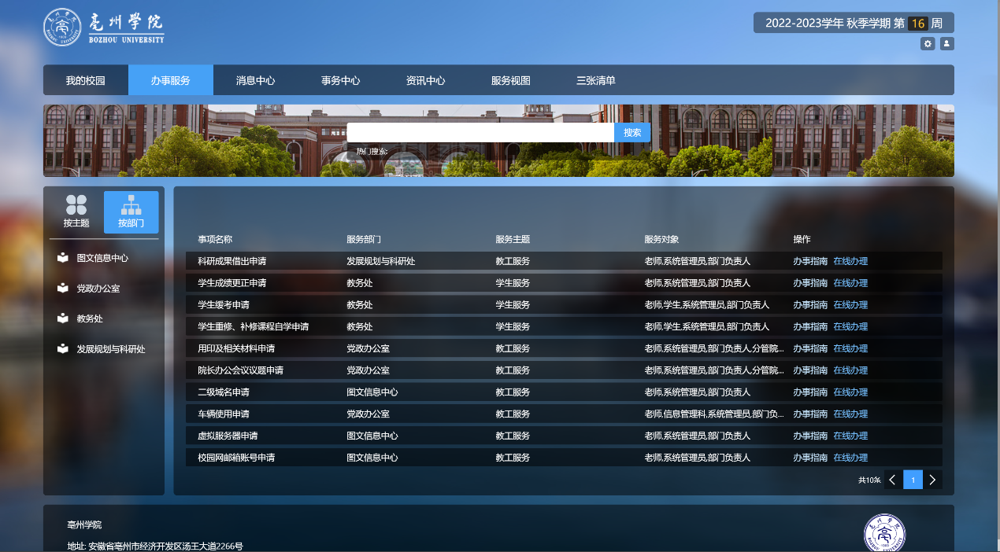 亳州学院
BOZHOU UNIVERSITY
2022-2023学年 秋季学期 第 16 周
我的校园 办事服务 消息中心 事务中心 资讯中心 服务视图 三张清单
搜索
热门搜索:
按主题 按部门
图文信息中心
党政办公室
教务处
发展规划与科研处
事项名称 服务部门 服务主题 服务对象 操作
科研成果借出申请 发展规划与科研处 教工服务 老师,系统管理员,部门负责人 办事指南 在线办理
学生成绩更正申请 教务处 学生服务 老师,系统管理员,部门负责人 办事指南 在线办理
学生缓考申请 教务处 学生服务 老师,学生,系统管理员,部门负责人 办事指南 在线办理
学生重修、补修课程自学申请 教务处 学生服务 老师,学生,系统管理员,部门负责人 办事指南 在线办理
用印及相关材料申请 党政办公室 教工服务 老师,系统管理员,部门负责人,分管院... 办事指南 在线办理
院长办公会议议题申请 党政办公室 教工服务 老师,系统管理员,部门负责人,分管院... 办事指南 在线办理
二级域名申请 图文信息中心 教工服务 老师,系统管理员,部门负责人 办事指南 在线办理
车辆使用申请 党政办公室 教工服务 老师,信息管理科,系统管理员,部门负... 办事指南 在线办理
虚拟服务器申请 图文信息中心 教工服务 老师,系统管理员,部门负责人 办事指南 在线办理
校园网邮箱账号申请 图文信息中心 教工服务 老师,系统管理员,部门负责人 办事指南 在线办理
共10条 1
亳州学院
地址: 安徽省亳州市经济开发区汤王大道2266号